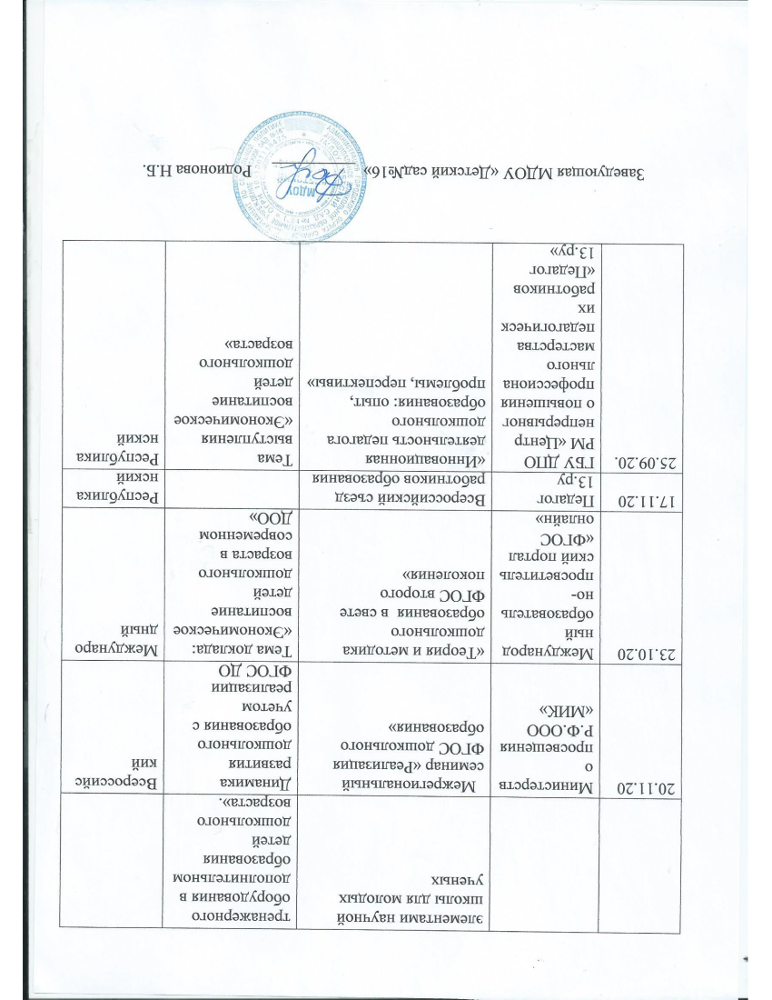 элементами научной
школы для молодых
ученых
тренажерного
оборудования в
дополнительном
образования
детей
дошкольного
возраста».
20.11.20
Министерств
о
просвещения
Р.Ф.ООО
«МИК»
Межрегиональный
семинар «Реализация
ФГОС дошкольного
образования»
Динамика
развития
дошкольного
образования с
учетом
реализации
ФГОС ДО
Всероссийс
кий
23.10.20
Международ
ный
образователь
но-
просветитель
ский портал
«ФГОС
онлайн»
«Теория и методика
дошкольного
образования в свете
ФГОС второго
поколения»
Тема доклада:
«Экономическое
воспитание
детей
дошкольного
возраста в
современном
ДОО»
Междунаро
дный
17.11.20
Педагог
13.ру
Всероссийский съезд
работников образования
Республика
нский
25.09.20.
ГБУ ДПО
РМ «Центр
непрерывног
о повышения
профессиона
льного
мастерства
педагогическ
их
работников
«Педагог
13.ру»
«Инновационная
деятельность педагога
дошкольного
образования: опыт,
проблемы, перспективы»
Тема
выступления
«Экономическое
воспитание
детей
дошкольного
возраста»
Республика
нский
Заведующая МДОУ «Детский сад№16» Родионова Н.Б.
МДОУ